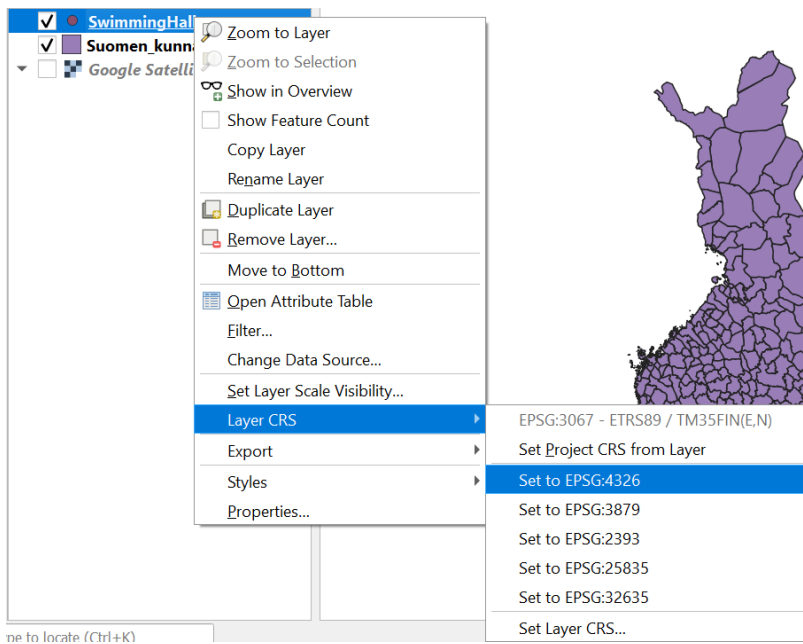 SwimmingHall
Suomen_kunna
Google Satelli
Zoom to Layer
Zoom to Selection
Show in Overview
Show Feature Count
Copy Layer
Rename Layer
Duplicate Layer
Remove Layer...
Move to Bottom
Open Attribute Table
Filter...
Change Data Source...
Set Layer Scale Visibility...
Layer CRS
Export
Styles
Properties...
EPSG:3067 - ETRS89 / TM35FIN(E,N)
Set Project CRS from Layer
Set to EPSG:4326
Set to EPSG:3879
Set to EPSG:2393
Set to EPSG:25835
Set to EPSG:32635
Set Layer CRS...
pe to locate (Ctrl+K)